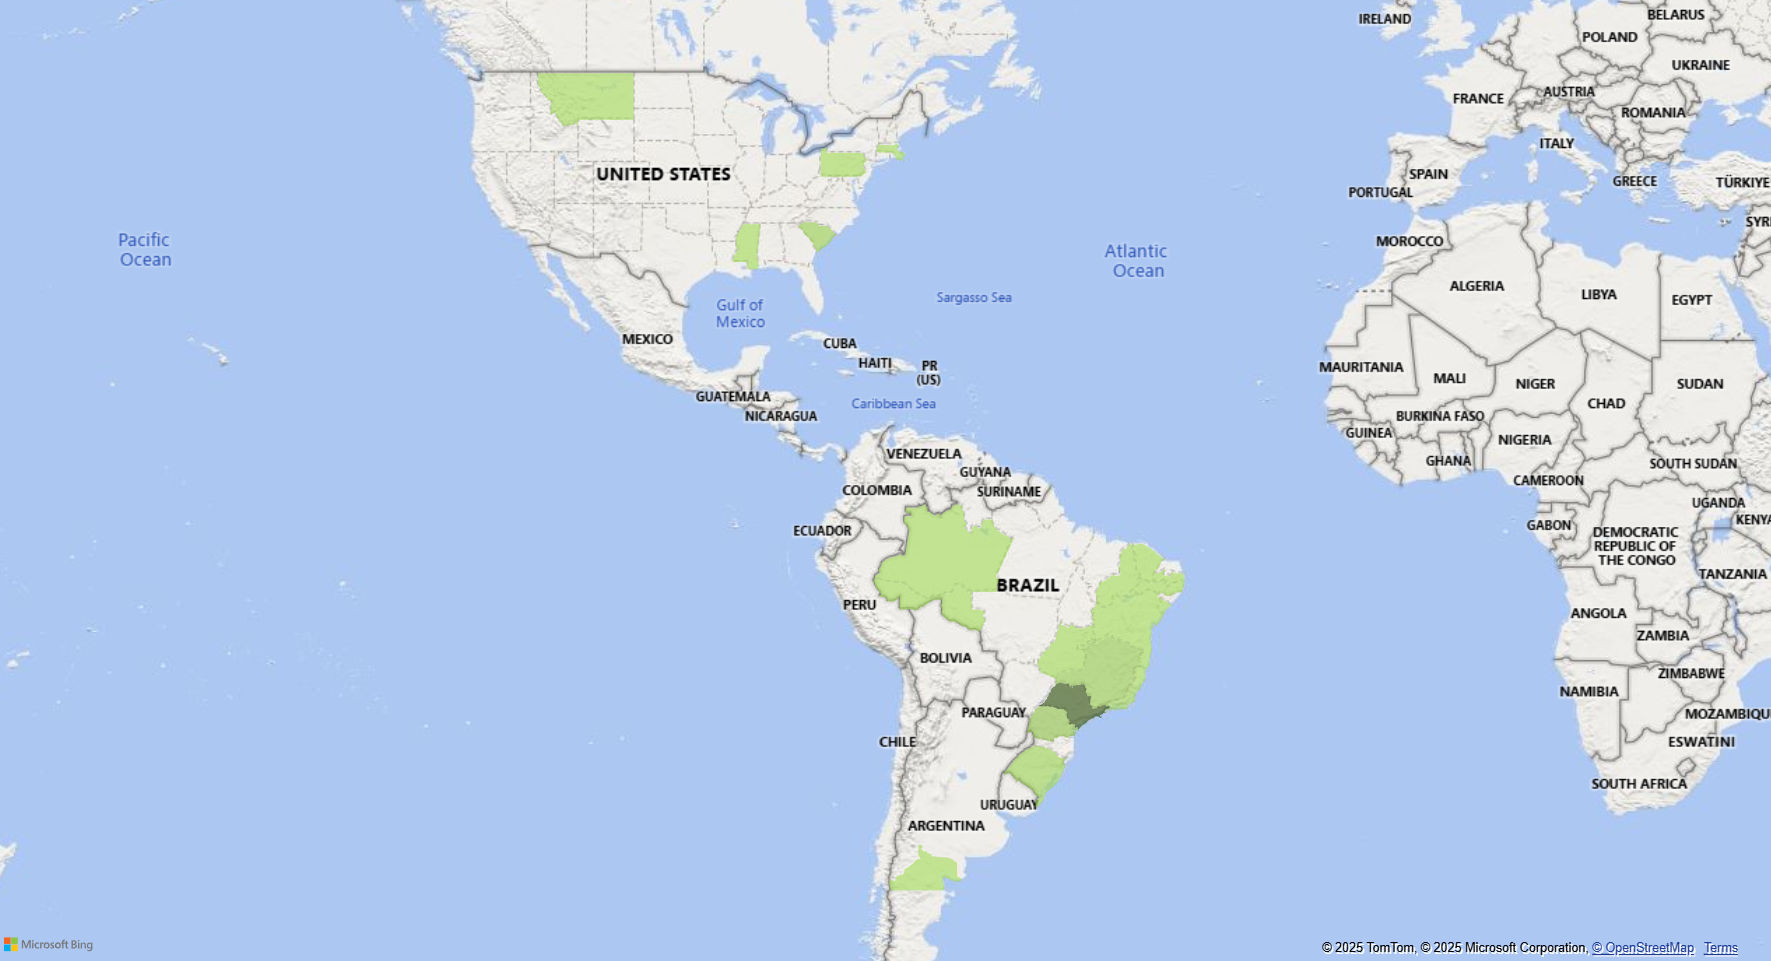 IRELAND
BELARUS
POLAND
UKRAINE
FRANCE
AUSTRIA
ROMANIA
ITALY
UNITED STATES
SPAIN
PORTUGAL
GREECE
TÜRKIYE
SYRI
Pacific
Ocean
Atlantic
Ocean
MOROCCO
ALGERIA
LIBYA
EGYPT
Sargasso Sea
Gulf of
Mexico
MEXICO
CUBA
HAITI
PR
(US)
MAURITANIA
MALI
NIGER
CHAD
SUDAN
GUATEMALA
NICARAGUA
Caribbean Sea
BURKINA FASO
GUINEA
NIGERIA
GHANA
SOUTH SUDAN
CAMEROON
VENEZUELA
GUYANA
COLOMBIA
SURINAME
ECUADOR
UGANDA
GABON
KENYA
DEMOCRATIC
REPUBLIC OF
THE CONGO
TANZANIA
BRAZIL
PERU
ANGOLA
ZAMBIA
BOLIVIA
ZIMBABWE
NAMIBIA
PARAGUAY
MOZAMBIQU
CHILE
ESWATINI
SOUTH AFRICA
URUGUAY
ARGENTINA
Microsoft Bing
© 2025 TomTom, © 2025 Microsoft Corporation, © OpenStreetMap Terms